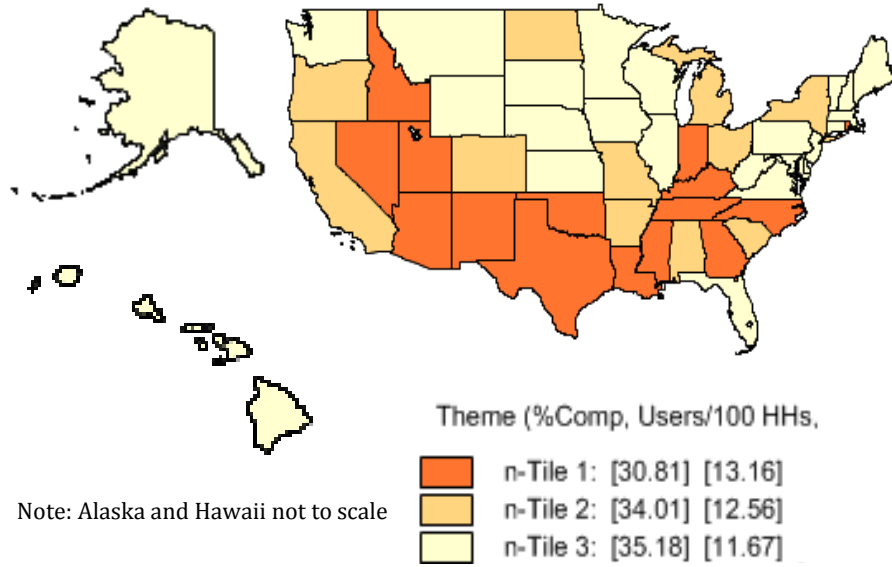 Theme (%Comp, Users/100 HHs,
n-Tile 1: [30.81] [13.16]
n-Tile 2: [34.01] [12.56]
Note: Alaska and Hawaii not to scale
n-Tile 3: [35.18] [11.67]